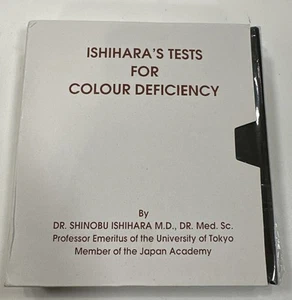 ISHIHARA'S TESTS
FOR
COLOUR DEFICIENCY
By
DR. SHINOBU ISHIHARA M.D., DR. Med. Sc.
Professor Emeritus of the University of Tokyo
Member of the Japan Academy